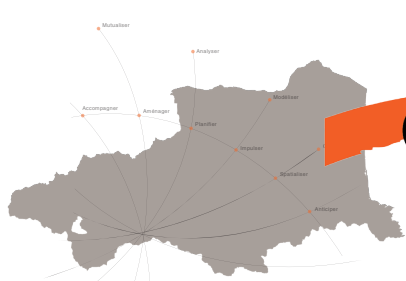 Mutualiser
Analyser
Modéliser
Accompagner
Aménager
Planifier
Impulser
Spatialiser
Anticiper